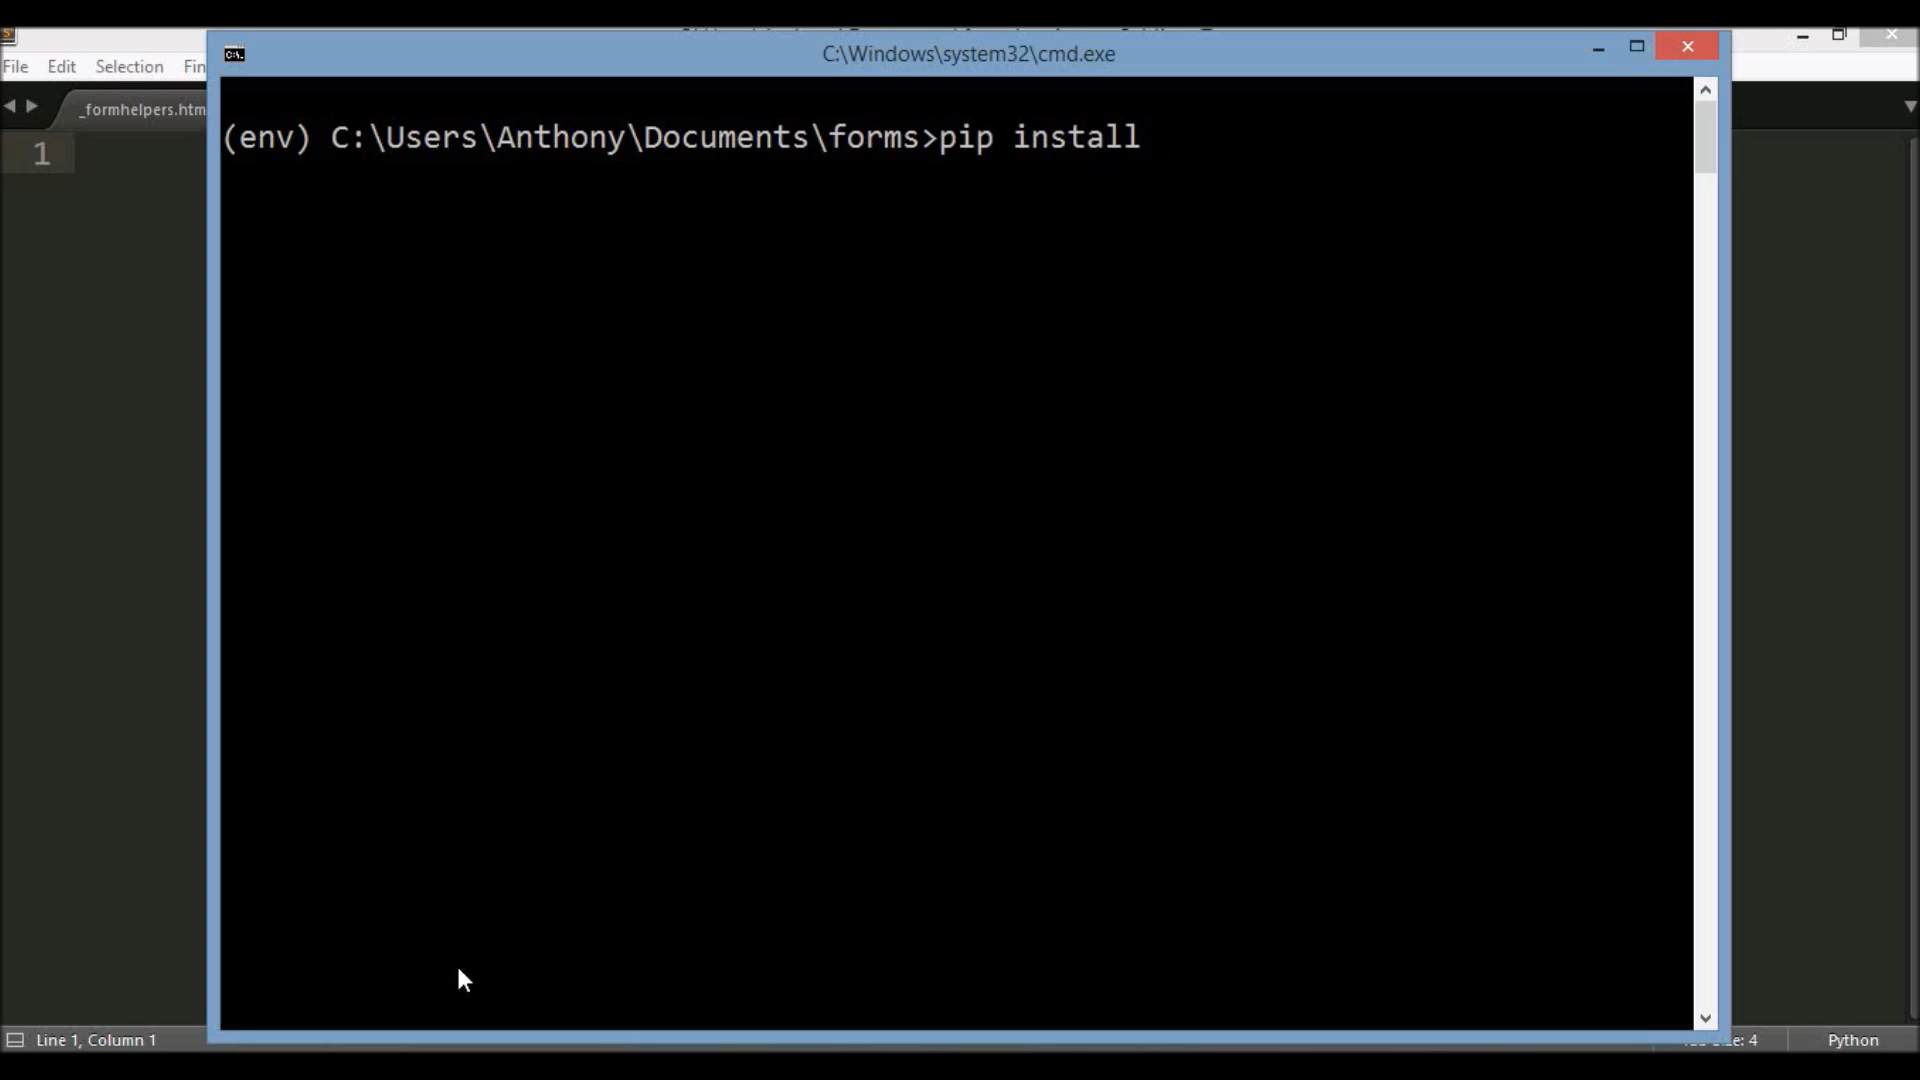 C:\Windows\system32\cmd.exe
File Edit Selection Fin
_formhelpers.htm
1
(env) C:\Users\Anthony\Documents\forms>pip install
Line 1, Column 1
Python